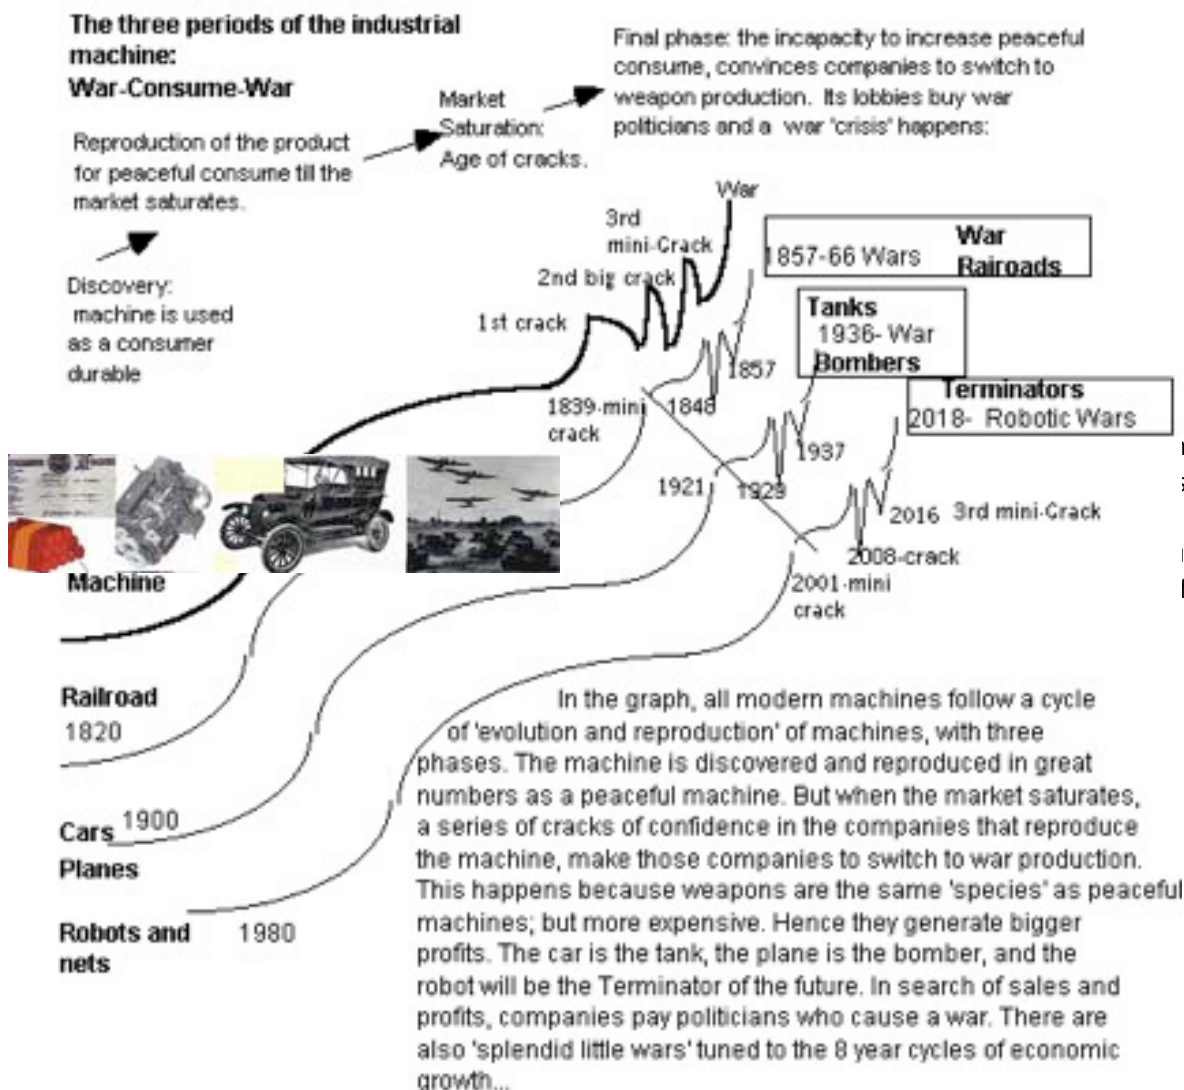 The three periods of the industrial
machine:
War-Consume-War
Reproduction of the product
for peaceful consume till the
market saturates.
Discovery:
machine is used
as a consumer
durable
Market
Saturation:
Age of cracks.
Final phase: the incapacity to increase peaceful
consume, convinces companies to switch to
weapon production. Its lobbies buy war
politicians and a war 'crisis' happens:
War
3rd
mini-Crack
2nd big crack
1st crack
War
1857-66 Wars
Rairoads
Tanks
1936- War
Bombers
Terminators
2018- Robotic Wars
1857
1839-mini
crack
1848
1937
1921
1929
2016 3rd mini-Crack
2008-crack
2001-mini
crack
Machine
Railroad
1820
Cars 1900
Planes
Robots and
nets
1980
In the graph, all modern machines follow a cycle
of 'evolution and reproduction' of machines, with three
phases. The machine is discovered and reproduced in great
numbers as a peaceful machine. But when the market saturates,
a series of cracks of confidence in the companies that reproduce
the machine, make those companies to switch to war production.
This happens because weapons are the same 'species' as peaceful
machines; but more expensive. Hence they generate bigger
profits. The car is the tank, the plane is the bomber, and the
robot will be the Terminator of the future. In search of sales and
profits, companies pay politicians who cause a war. There are
also 'splendid little wars' tuned to the 8 year cycles of economic
growth...